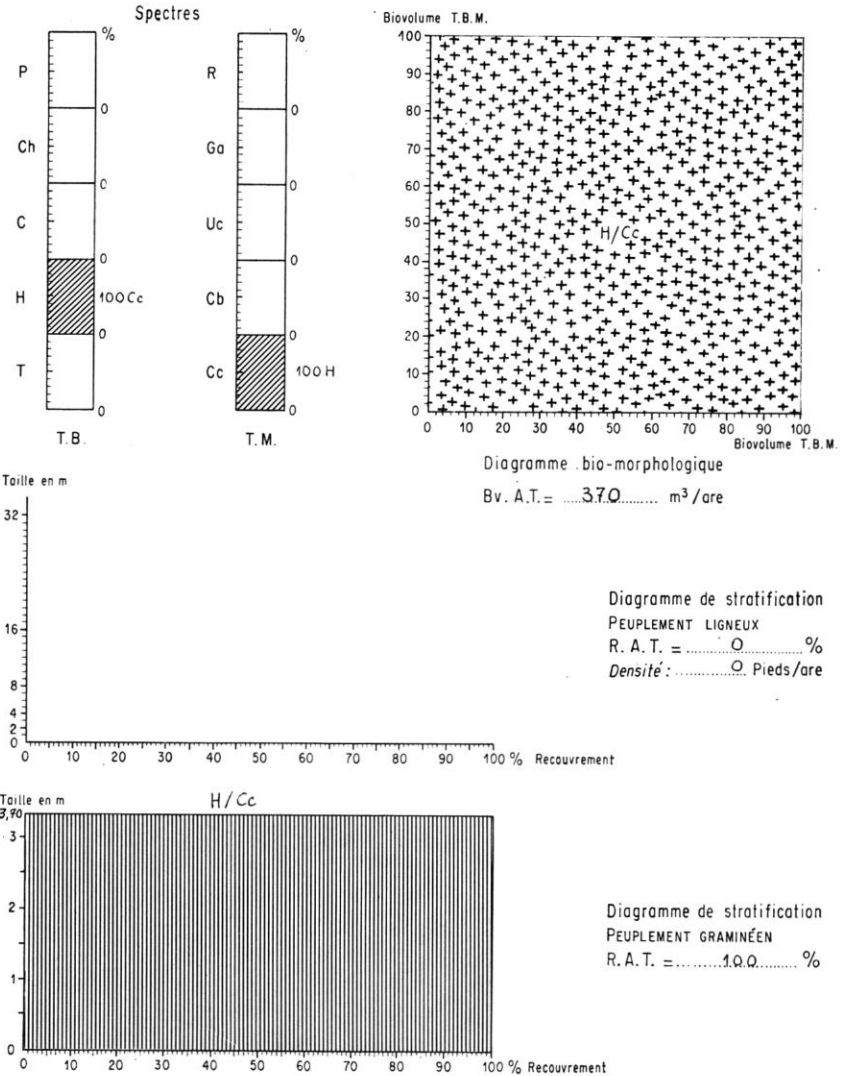 Spectres
%
P
0
Ch
0
C
0
H
100 Cc
0
T
0
T.B.
%
R
0
Ga
0
Uc
0
Cb
0
Cc
100 H
0
T.M.
Biovolume T.B.M.
100
90
80
70
60
50
40
30
20
10
0
H/Cc
0 10 20 30 40 50 60 70 80 90 100
Biovolume T.B.M.
Diagramme bio-morphologique
Bv. A.T. = 370 m³/are
Taille en m
32
16
8
4
2
0
0 10 20 30 40 50 60 70 80 90 100 % Recouvrement
Diagramme de stratification
PEUPLEMENT LIGNEUX
R. A. T. = 0 %
Densité : 0 Pieds/are
Taille en m
H/Cc
3,70
3
2
1
0
0 10 20 30 40 50 60 70 80 90 100 % Recouvrement
Diagramme de stratification
PEUPLEMENT GRAMINÉEN
R. A. T. = 100 %